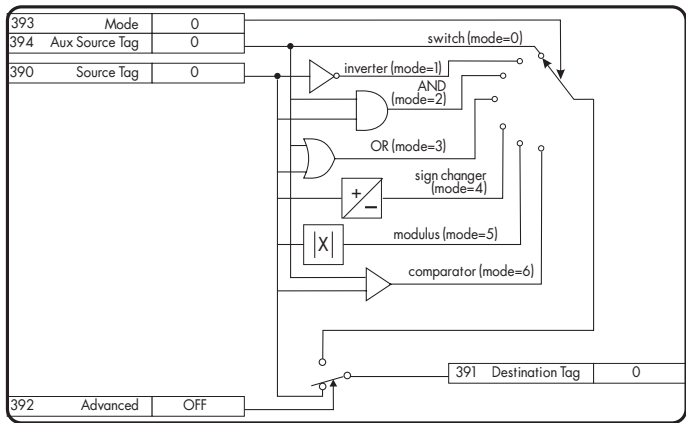 393 Mode 0
394 Aux Source Tag 0
390 Source Tag 0
switch (mode=0)
inverter (mode=1)
AND
(mode=2)
OR (mode=3)
+
–
sign changer
(mode=4)
|X|
modulus (mode=5)
comparator (mode=6)
391 Destination Tag 0
392 Advanced OFF